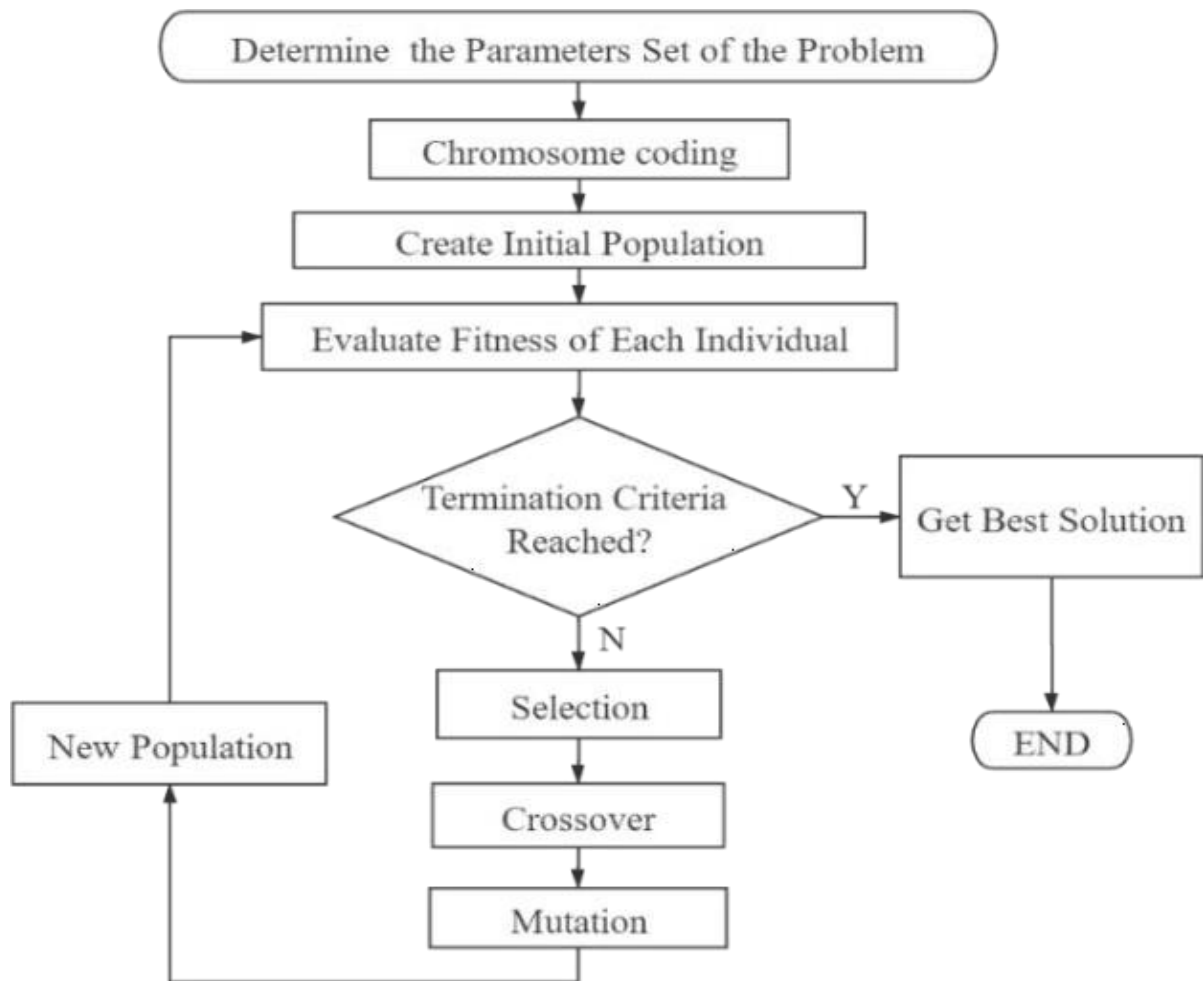 Determine the Parameters Set of the Problem
Chromosome coding
Create Initial Population
Evaluate Fitness of Each Individual
Termination Criteria
Reached?
Y
Get Best Solution
N
Selection
New Population
END
Crossover
Mutation